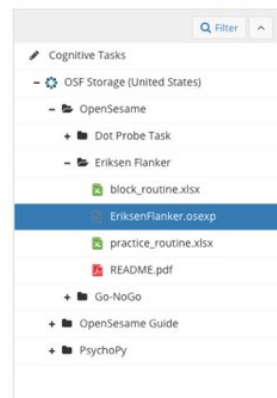 Filter
Cognitive Tasks
OSF Storage (United States)
OpenSesame
Dot Probe Task
Eriksen Flanker
block_routine.xlsx
EriksenFlanker.osexp
practice_routine.xlsx
README.pdf
Go-NoGo
OpenSesame Guide
PsychoPy